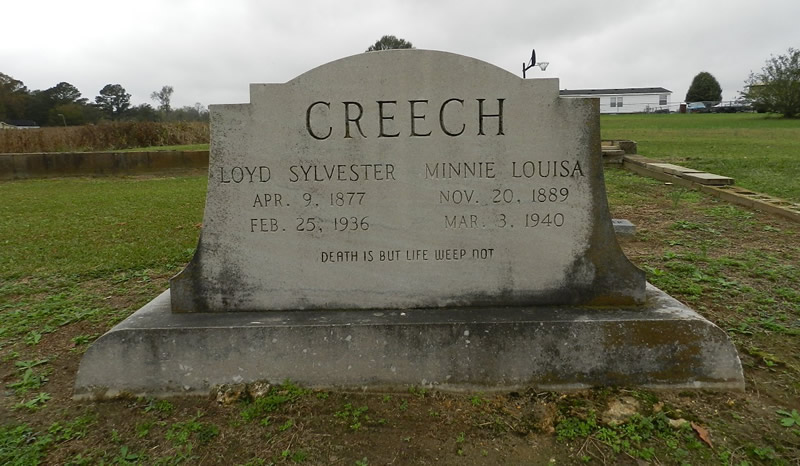 CREECH
LOYD SYLVESTER MINNIE LOUISA
APR. 9, 1877 NOV. 20, 1889
FEB. 25, 1936 MAR. 3, 1940
DEATH IS BUT LIFE WEEP NOT